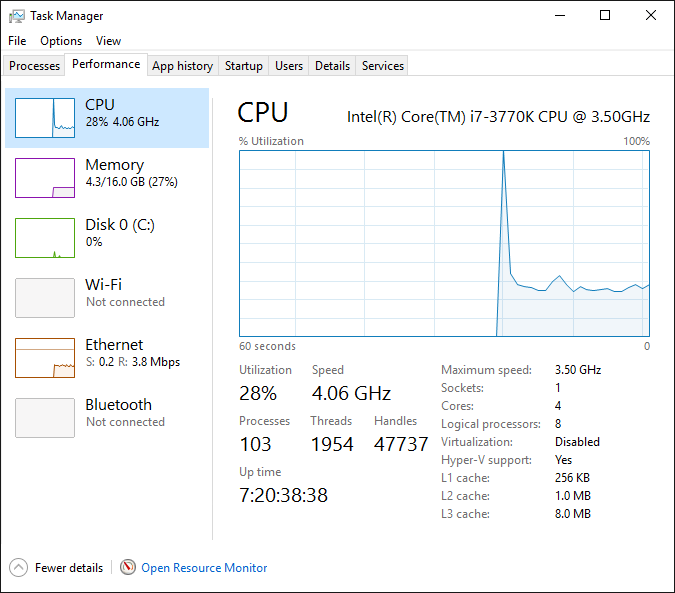 Task Manager
File Options View
Processes Performance App history Startup Users Details Services
CPU
28% 4.06 GHz
Memory
4.3/16.0 GB (27%)
Disk 0 (C:)
0%
Wi-Fi
Not connected
Ethernet
S: 0.2 R: 3.8 Mbps
Bluetooth
Not connected
CPU Intel(R) Core(TM) i7-3770K CPU @ 3.50GHz
% Utilization 100%
60 seconds 0
Utilization Speed
28% 4.06 GHz
Processes Threads Handles
103 1954 47737
Up time
7:20:38:38
Maximum speed: 3.50 GHz
Sockets: 1
Cores: 4
Logical processors: 8
Virtualization: Disabled
Hyper-V support: Yes
L1 cache: 256 KB
L2 cache: 1.0 MB
L3 cache: 8.0 MB
Fewer details Open Resource Monitor